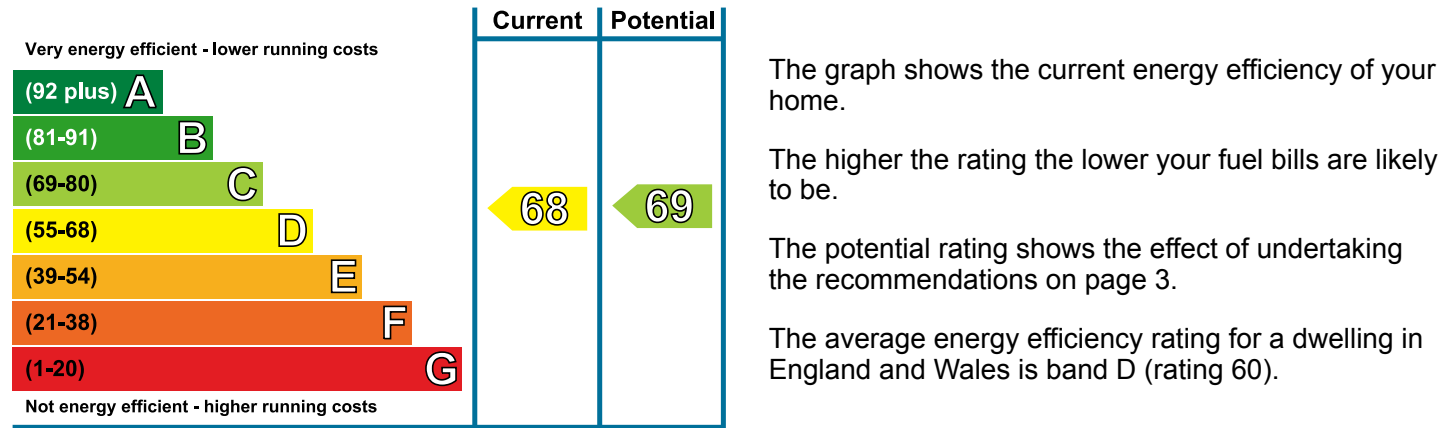 Current Potential
Very energy efficient - lower running costs
(92 plus) A
(81-91) B
(69-80) C
(55-68) D
(39-54) E
(21-38) F
(1-20) G
Not energy efficient - higher running costs
68 69
The graph shows the current energy efficiency of your
home.
The higher the rating the lower your fuel bills are likely
to be.
The potential rating shows the effect of undertaking
the recommendations on page 3.
The average energy efficiency rating for a dwelling in
England and Wales is band D (rating 60).